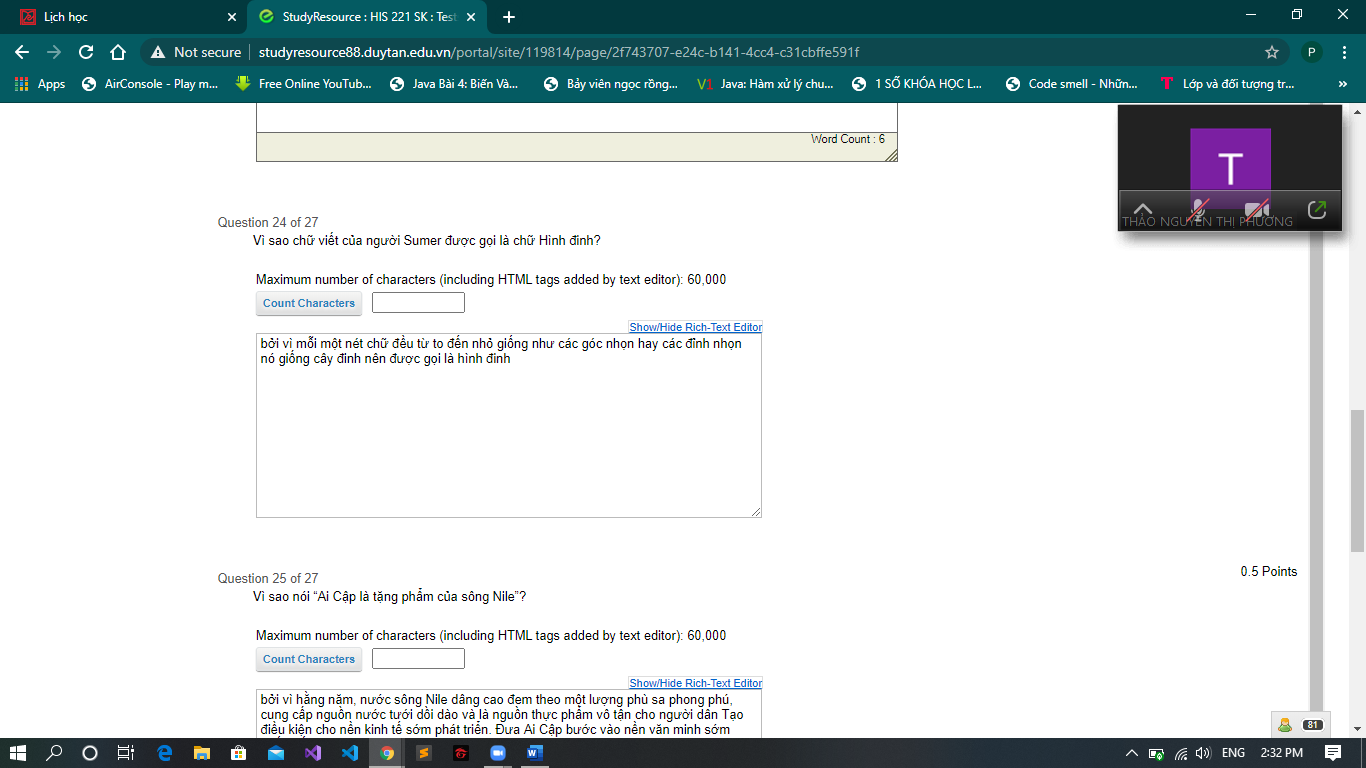 Lịch học
StudyResource : HIS 221 SK : Test
Not secure
studyresource88.duytan.edu.vn/portal/site/119814/page/2f743707-e24c-b141-4cc4-c31cbffe591f
P
Apps
AirConsole - Play m...
Free Online YouTub...
Java Bài 4: Biến Và...
Bảy viên ngọc rồng...
V1 Java: Hàm xử lý chu...
1 SỐ KHÓA HỌC L...
Code smell - Nhữn...
T Lớp và đối tượng tr...
»
Word Count : 6
T
THẢO NGUYỄN THỊ PHƯƠNG
Question 24 of 27
Vì sao chữ viết của người Sumer được gọi là chữ Hình đinh?
Maximum number of characters (including HTML tags added by text editor): 60,000
Count Characters
Show/Hide Rich-Text Editor
bởi vị mỗi một nét chữ đều từ to đến nhỏ giống như các góc nhọn hay các đỉnh nhọn
nó giống cây đinh nên được gọi là hình đinh
0.5 Points
Question 25 of 27
Vì sao nói “Ai Cập là tặng phẩm của sông Nile”?
Maximum number of characters (including HTML tags added by text editor): 60,000
Count Characters
Show/Hide Rich-Text Editor
bởi vì hằng năm, nước sông Nile dâng cao đem theo một lượng phù sa phong phú,
cung cấp nguồn nước tưới dồi dào và là nguồn thực phẩm vô tận cho người dân Tạo
điều kiện cho nền kinh tế sớm phát triển. Đưa Ai Cập bước vào nền văn minh sớm
81
ENG
2:32 PM